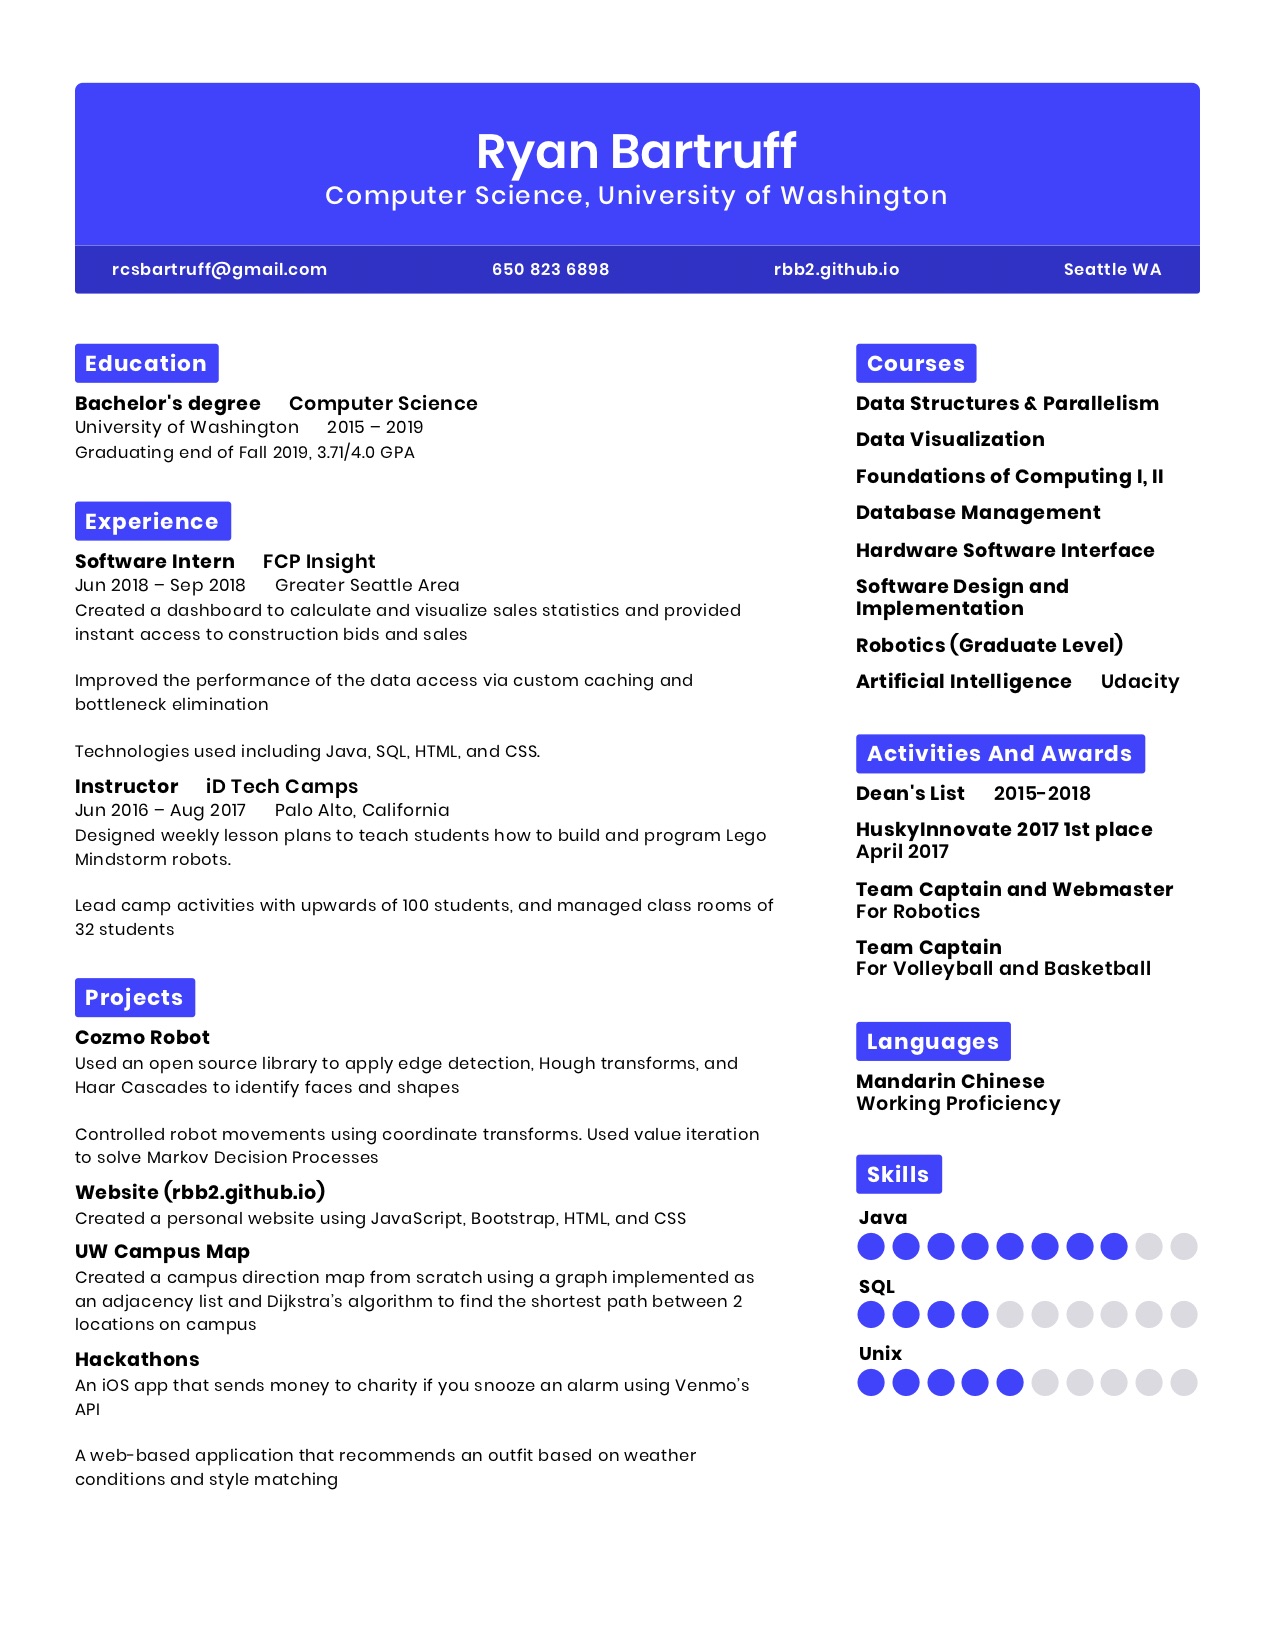 Ryan Bartruff
Computer Science, University of Washington
rcsbartruff@gmail.com 650 823 6898 rbb2.github.io Seattle WA
Education
Bachelor's degree Computer Science
University of Washington 2015 – 2019
Graduating end of Fall 2019, 3.71/4.0 GPA
Experience
Software Intern FCP Insight
Jun 2018 – Sep 2018 Greater Seattle Area
Created a dashboard to calculate and visualize sales statistics and provided
instant access to construction bids and sales
Improved the performance of the data access via custom caching and
bottleneck elimination
Technologies used including Java, SQL, HTML, and CSS.
Instructor iD Tech Camps
Jun 2016 – Aug 2017 Palo Alto, California
Designed weekly lesson plans to teach students how to build and program Lego
Mindstorm robots.
Lead camp activities with upwards of 100 students, and managed class rooms of
32 students
Projects
Cozmo Robot
Used an open source library to apply edge detection, Hough transforms, and
Haar Cascades to identify faces and shapes
Controlled robot movements using coordinate transforms. Used value iteration
to solve Markov Decision Processes
Website (rbb2.github.io)
Created a personal website using JavaScript, Bootstrap, HTML, and CSS
UW Campus Map
Created a campus direction map from scratch using a graph implemented as
an adjacency list and Dijkstra's algorithm to find the shortest path between 2
locations on campus
Hackathons
An iOS app that sends money to charity if you snooze an alarm using Venmo's
API
A web-based application that recommends an outfit based on weather
conditions and style matching
Courses
Data Structures & Parallelism
Data Visualization
Foundations of Computing I, II
Database Management
Hardware Software Interface
Software Design and
Implementation
Robotics (Graduate Level)
Artificial Intelligence Udacity
Activities And Awards
Dean's List 2015-2018
HuskyInnovate 2017 1st place
April 2017
Team Captain and Webmaster
For Robotics
Team Captain
For Volleyball and Basketball
Languages
Mandarin Chinese
Working Proficiency
Skills
Java
SQL
Unix